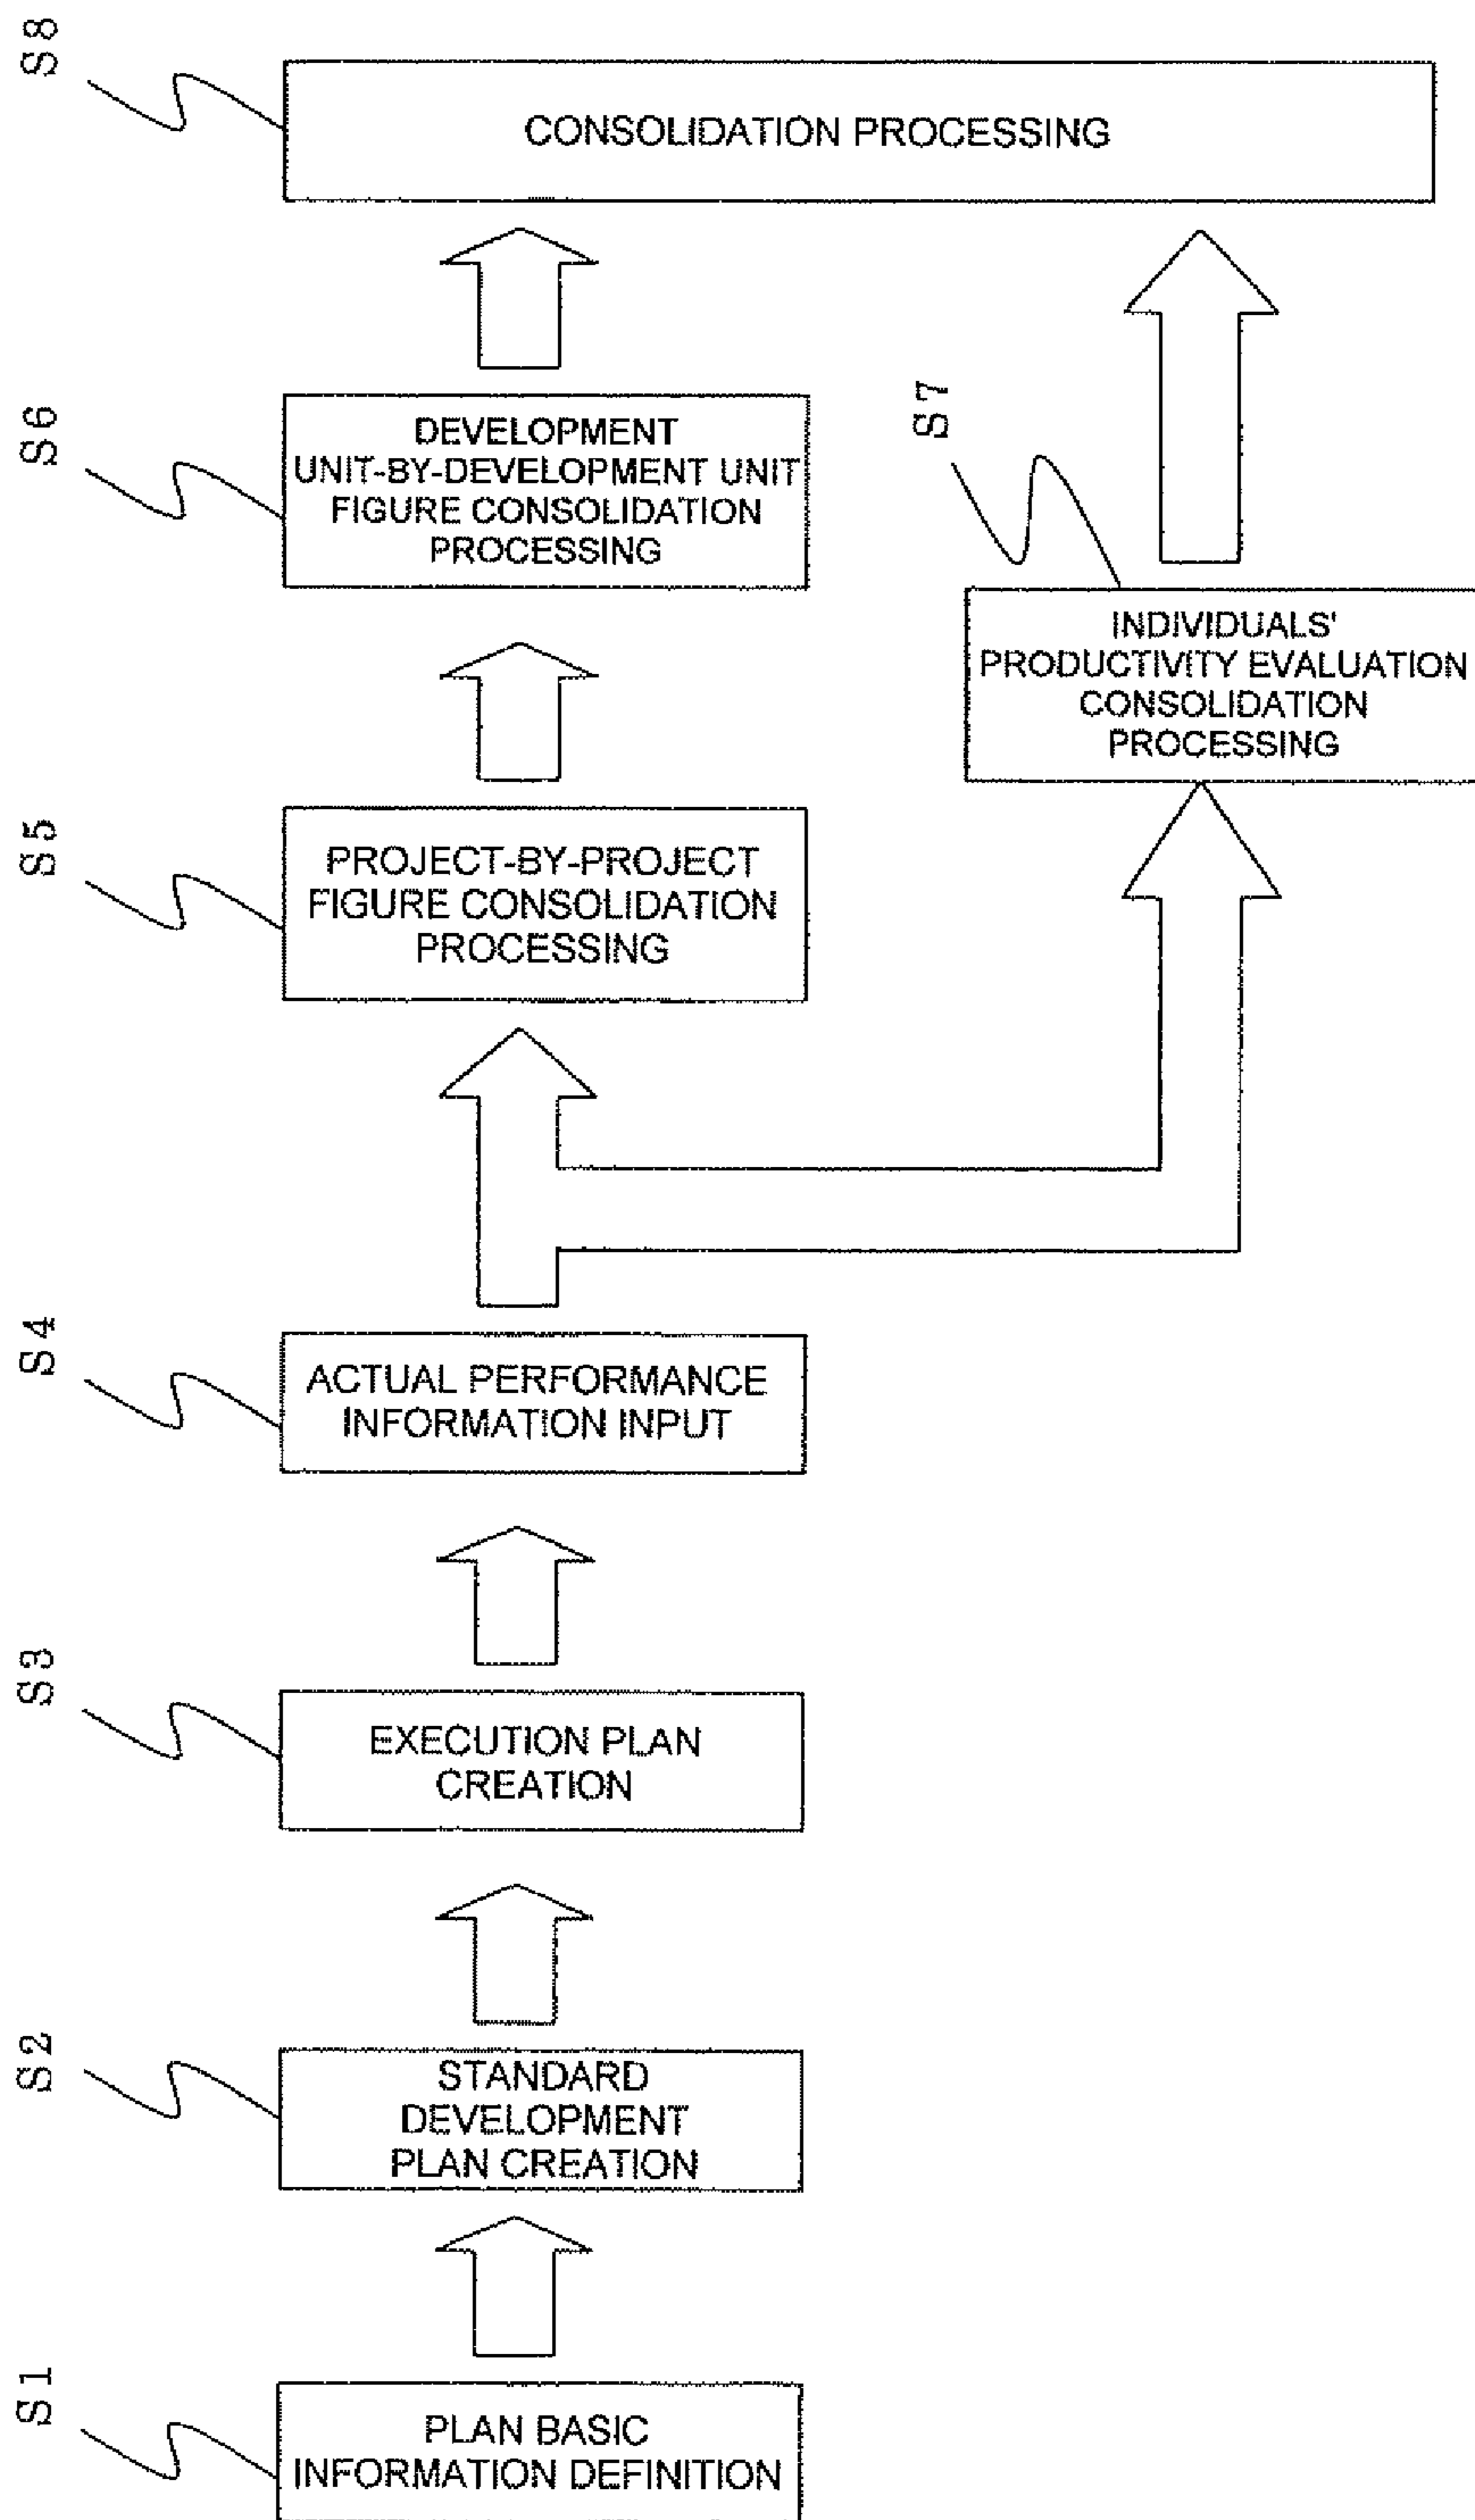 S8
CONSOLIDATION PROCESSING
S6
DEVELOPMENT
UNIT-BY-DEVELOPMENT UNIT
FIGURE CONSOLIDATION
PROCESSING
S7
INDIVIDUALS'
PRODUCTIVITY EVALUATION
CONSOLIDATION
PROCESSING
S5
PROJECT-BY-PROJECT
FIGURE CONSOLIDATION
PROCESSING
S4
ACTUAL PERFORMANCE
INFORMATION INPUT
S3
EXECUTION PLAN
CREATION
S2
STANDARD
DEVELOPMENT
PLAN CREATION
S1
PLAN BASIC
INFORMATION DEFINITION